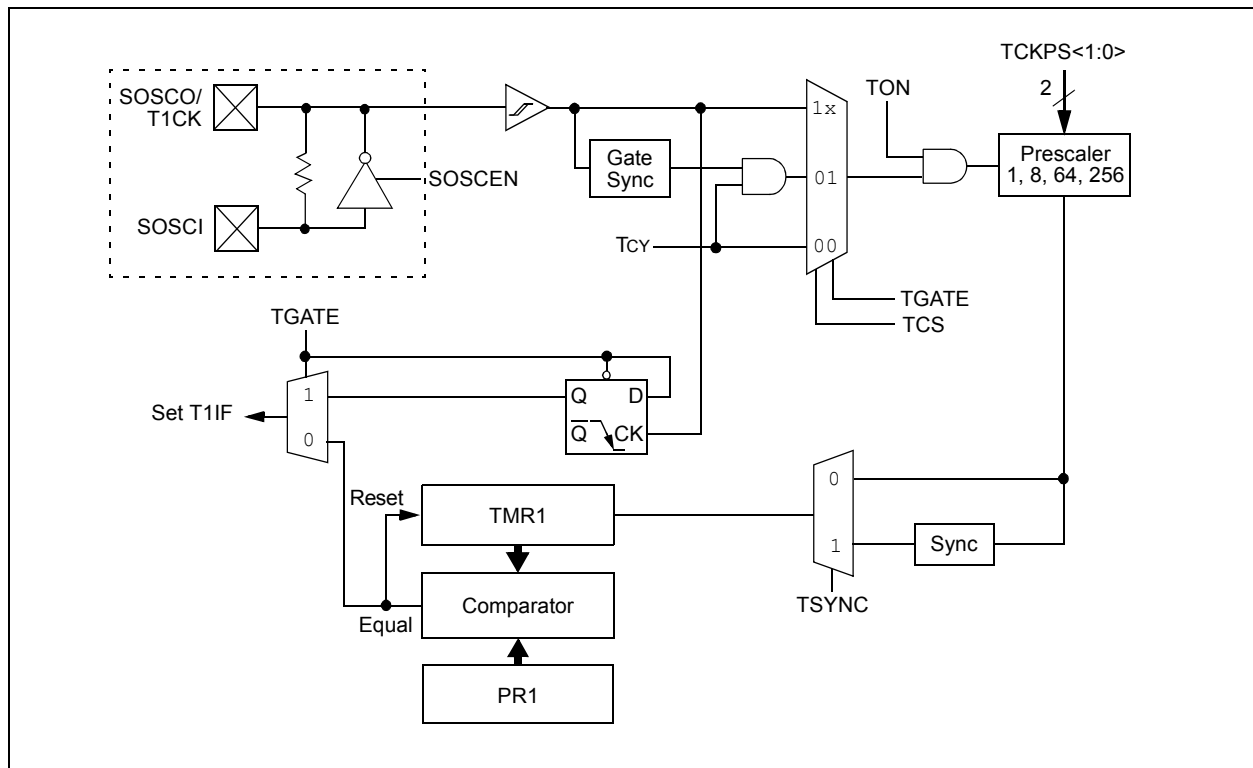 TCKPS<1:0>
2
SOSCO/
T1CK
TON
1x
Prescaler
1, 8, 64, 256
Gate
Sync
SOSCEN
01
SOSCI
TCY
00
TGATE
TCS
TGATE
1
Q
D
Set T1IF
0
Q
CK
Reset
TMR1
0
1
Sync
Comparator
TSYNC
Equal
PR1